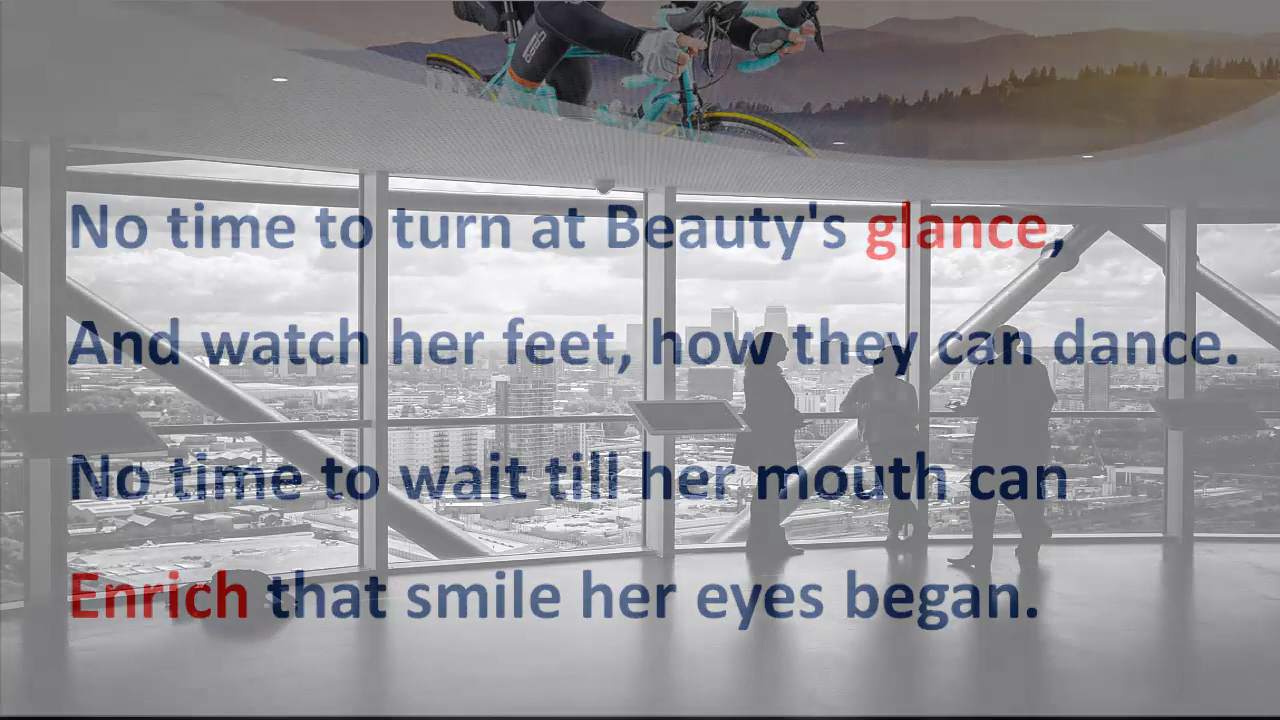 No time to turn at Beauty's glance,
And watch her feet, how they can dance.
No time to wait till her mouth can
Enrich that smile her eyes began.